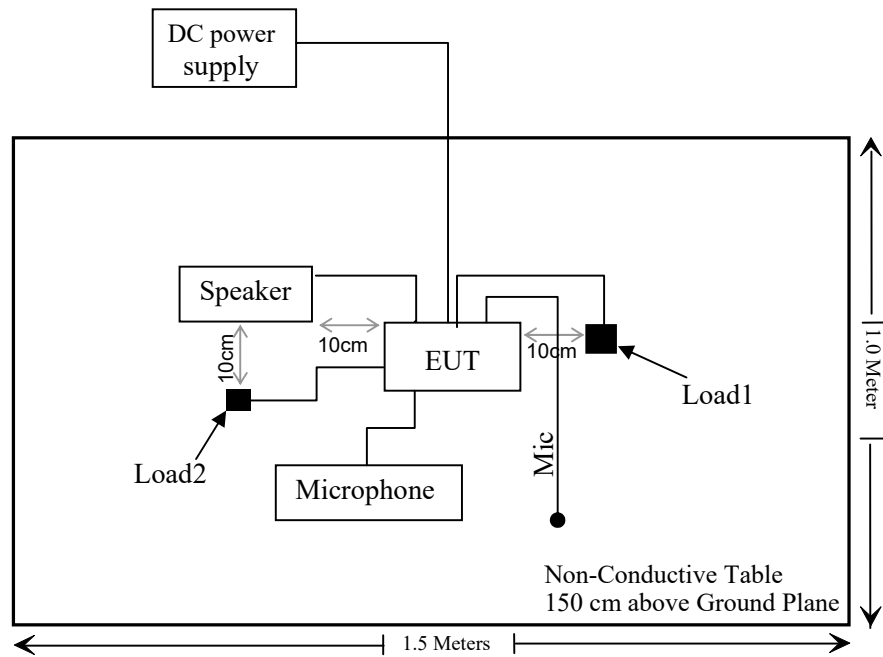 DC power
supply
Speaker
10cm
10cm
EUT
10cm
Load1
Load2
Microphone
Mic
1.0 Meter
Non-Conductive Table
150 cm above Ground Plane
1.5 Meters